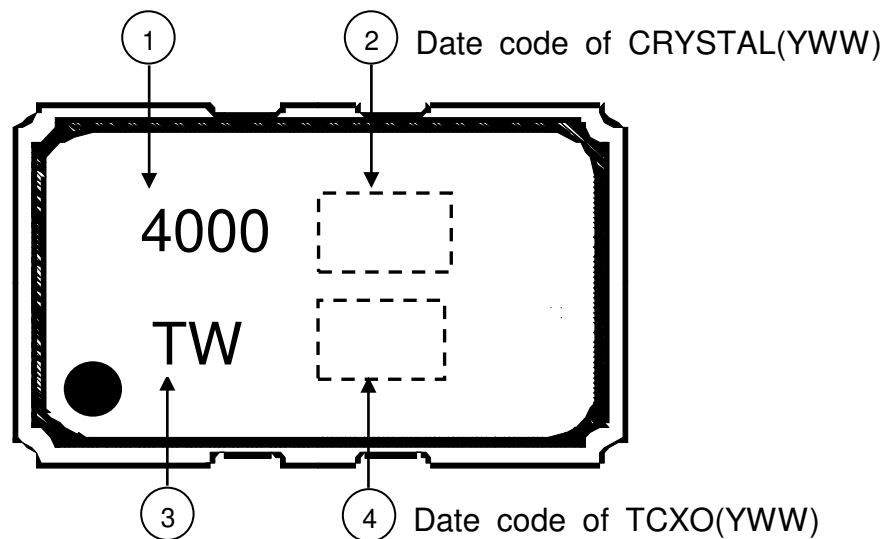 1
2 Date code of CRYSTAL(YWW)
4000
TW
3
4 Date code of TCXO(YWW)